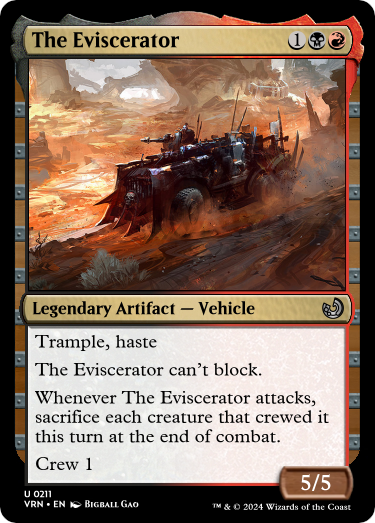 The Eviscerator 1
Legendary Artifact — Vehicle
Trample, haste
The Eviscerator can't block.
Whenever The Eviscerator attacks,
sacrifice each creature that crewed it
this turn at the end of combat.
Crew 1
5/5
U 0211
VRN • EN Bigball Gao
™ & © 2024 Wizards of the Coast